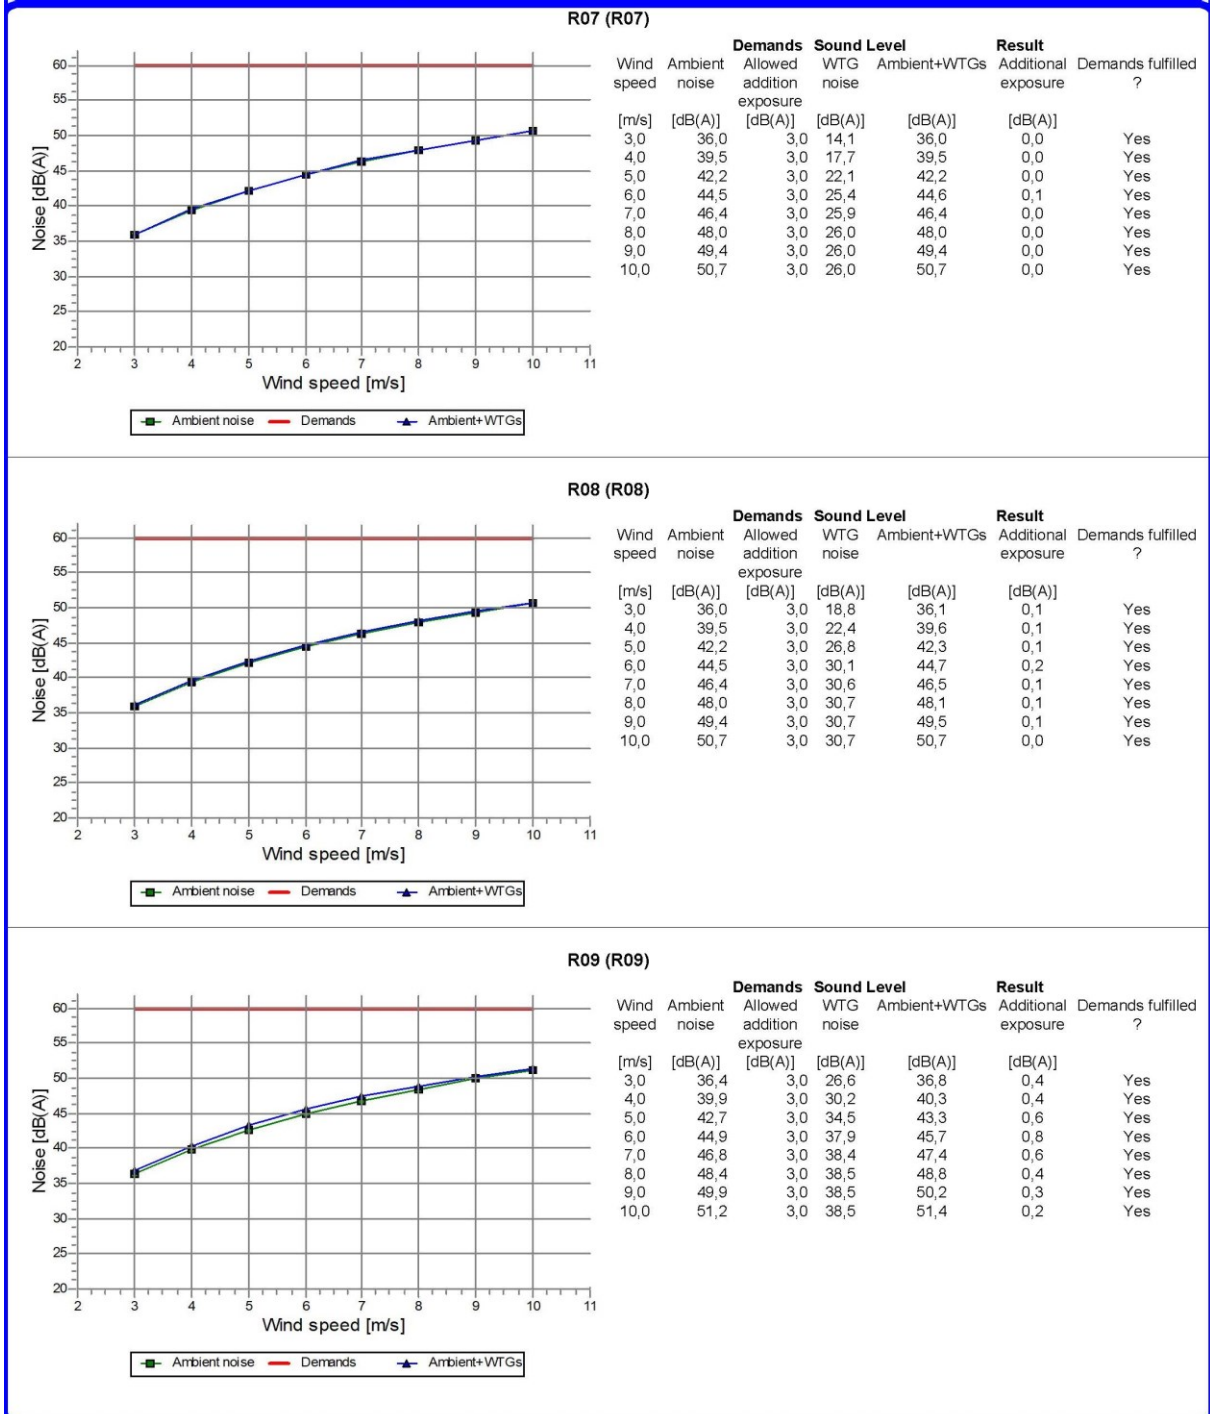 R07 (R07)
60
55
50
45
40
35
30
25
20
2 3 4 5 6 7 8 9 10 11
Noise [dB(A)]
Wind speed [m/s]
Ambient noise Demands Ambient+WTGs
Demands Sound Level Result
Wind Ambient Allowed WTG Ambient+WTGs Additional Demands fulfilled
speed noise addition noise exposure ?
exposure
[m/s] [dB(A)] [dB(A)] [dB(A)] [dB(A)] [dB(A)]
3,0 36,0 3,0 14,1 36,0 0,0 Yes
4,0 39,5 3,0 17,7 39,5 0,0 Yes
5,0 42,2 3,0 22,1 42,2 0,0 Yes
6,0 44,5 3,0 25,4 44,6 0,1 Yes
7,0 46,4 3,0 25,9 46,4 0,0 Yes
8,0 48,0 3,0 26,0 48,0 0,0 Yes
9,0 49,4 3,0 26,0 49,4 0,0 Yes
10,0 50,7 3,0 26,0 50,7 0,0 Yes
R08 (R08)
60
55
50
45
40
35
30
25
20
2 3 4 5 6 7 8 9 10 11
Noise [dB(A)]
Wind speed [m/s]
Ambient noise Demands Ambient+WTGs
Demands Sound Level Result
Wind Ambient Allowed WTG Ambient+WTGs Additional Demands fulfilled
speed noise addition noise exposure ?
exposure
[m/s] [dB(A)] [dB(A)] [dB(A)] [dB(A)] [dB(A)]
3,0 36,0 3,0 18,8 36,1 0,1 Yes
4,0 39,5 3,0 22,4 39,6 0,1 Yes
5,0 42,2 3,0 26,8 42,3 0,1 Yes
6,0 44,5 3,0 30,1 44,7 0,2 Yes
7,0 46,4 3,0 30,6 46,5 0,1 Yes
8,0 48,0 3,0 30,7 48,1 0,1 Yes
9,0 49,4 3,0 30,7 49,5 0,1 Yes
10,0 50,7 3,0 30,7 50,7 0,0 Yes
R09 (R09)
60
55
50
45
40
35
30
25
20
2 3 4 5 6 7 8 9 10 11
Noise [dB(A)]
Wind speed [m/s]
Ambient noise Demands Ambient+WTGs
Demands Sound Level Result
Wind Ambient Allowed WTG Ambient+WTGs Additional Demands fulfilled
speed noise addition noise exposure ?
exposure
[m/s] [dB(A)] [dB(A)] [dB(A)] [dB(A)] [dB(A)]
3,0 36,4 3,0 26,6 36,8 0,4 Yes
4,0 39,9 3,0 30,2 40,3 0,4 Yes
5,0 42,7 3,0 34,5 43,3 0,6 Yes
6,0 44,9 3,0 37,9 45,7 0,8 Yes
7,0 46,8 3,0 38,4 47,4 0,6 Yes
8,0 48,4 3,0 38,5 48,8 0,4 Yes
9,0 49,9 3,0 38,5 50,2 0,3 Yes
10,0 51,2 3,0 38,5 51,4 0,2 Yes